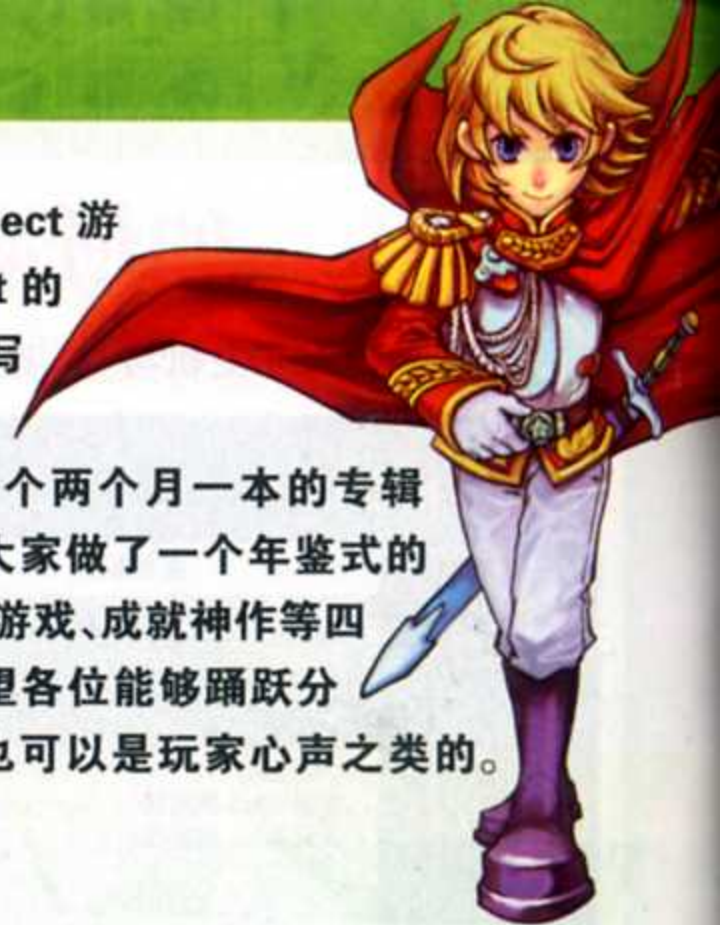 ect 游
t 的
写
个两个月一本的专辑
大家做了一个年鉴式的
游戏、成就神作等四
望各位能够踊跃分
也可以是玩家心声之类的。